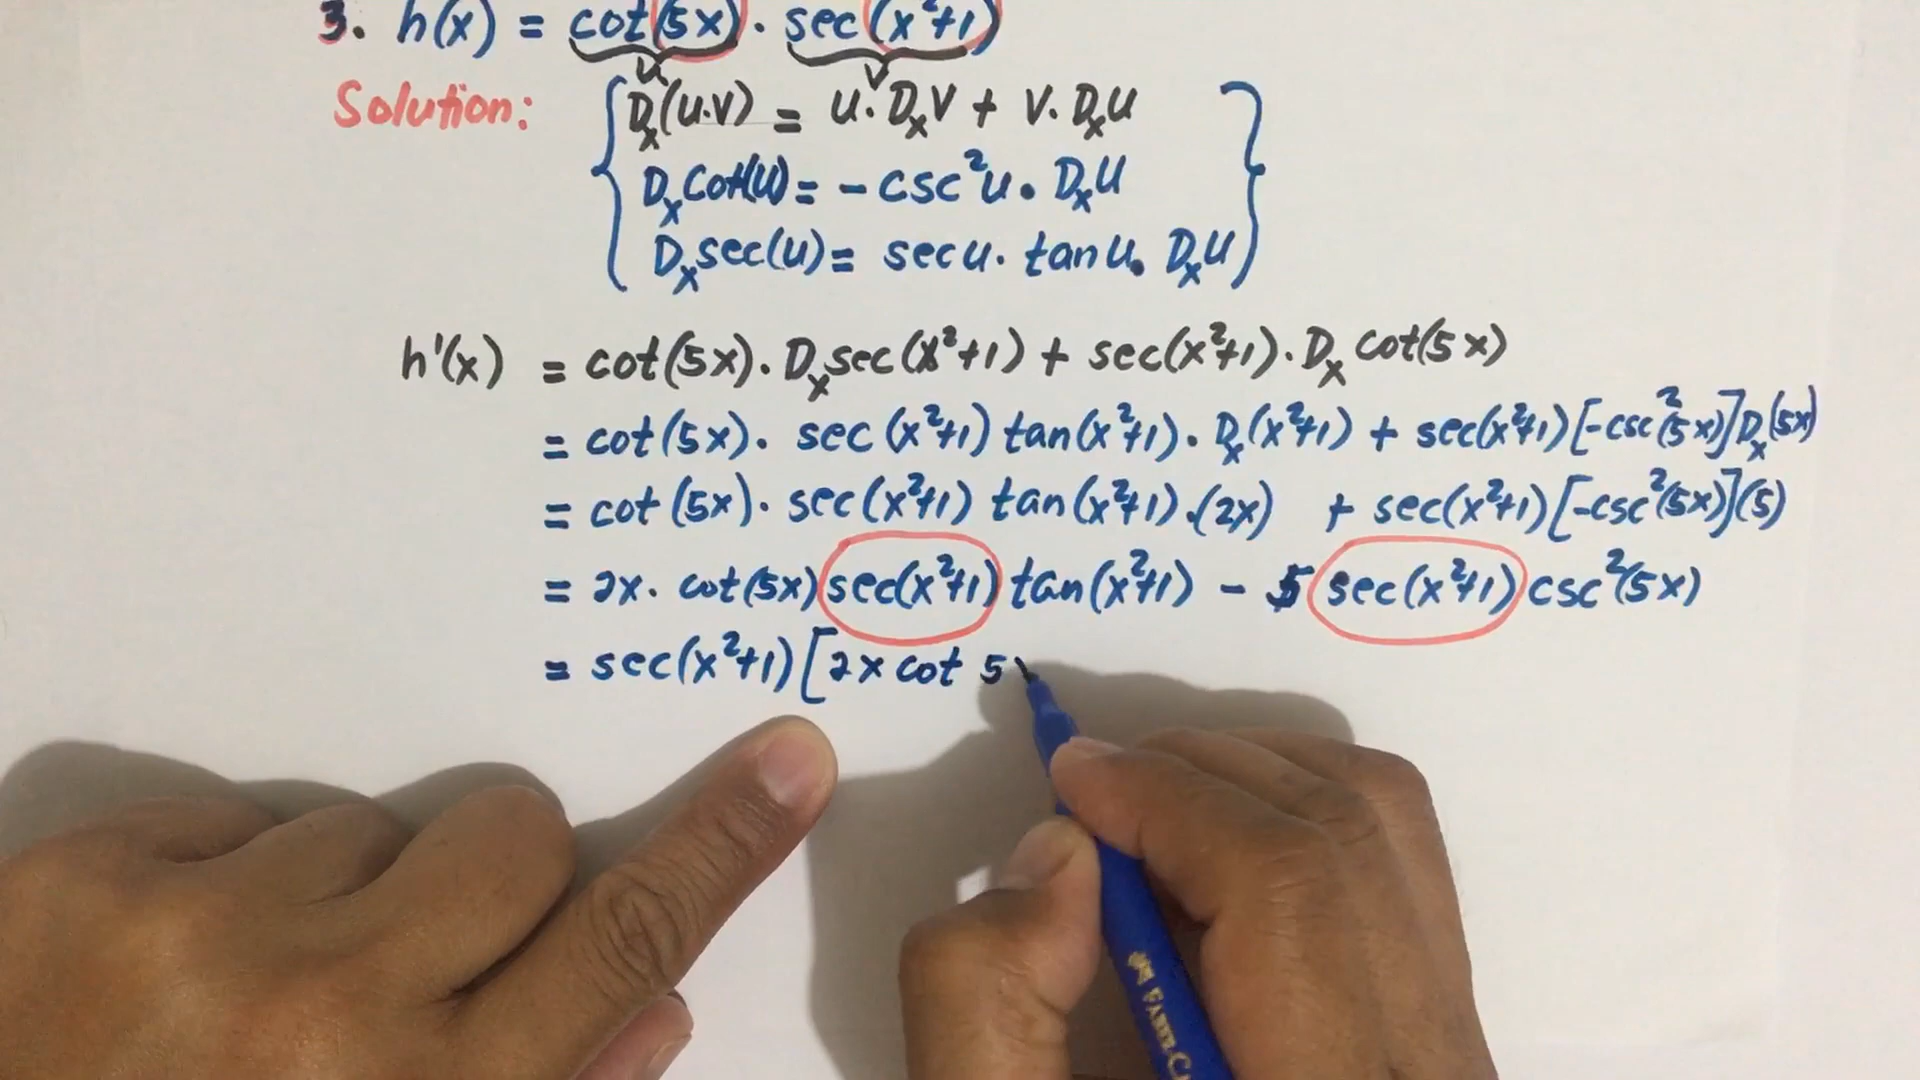 3. h(x) = cot(5x) · sec(x²+1)
u v
Solution:
Dₓ(u.v) = u. DₓV + V. DₓU
Dₓcot(u) = -csc²u. DₓU
Dₓsec(u) = secu. tanu. DₓU
h'(x) = cot(5x). Dₓsec(x²+1) + sec(x²+1). Dₓcot(5x)
= cot(5x). sec(x²+1) tan(x²+1). Dₓ(x²+1) + sec(x²+1)[-csc²(5x)]Dₓ(5x)
= cot(5x). sec(x²+1) tan(x²+1).(2x) + sec(x²+1)[-csc²(5x)](5)
= 2x. cot(5x) sec(x²+1) tan(x²+1) - 5 sec(x²+1) csc²(5x)
= sec(x²+1)[2x cot 5x
FABER-CA